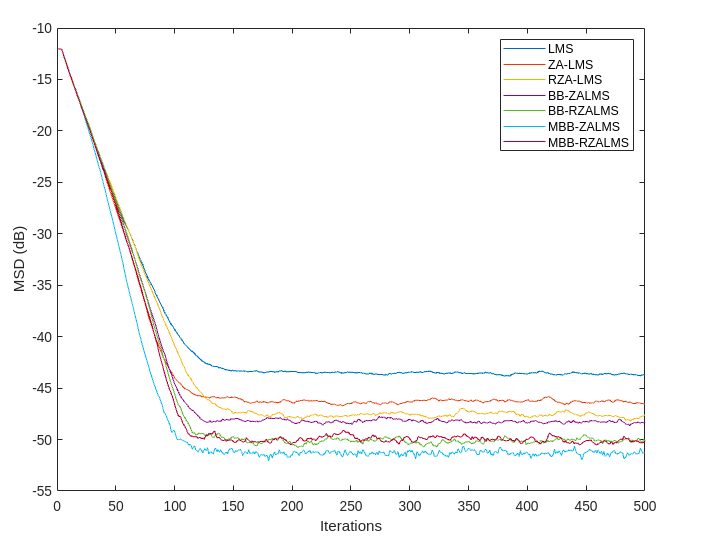 -10
-15
-20
-25
-30
-35
-40
-45
-50
-55
MSD (dB)
LMS
ZA-LMS
RZA-LMS
BB-ZALMS
BB-RZALMS
MBB-ZALMS
MBB-RZALMS
0 50 100 150 200 250 300 350 400 450 500
Iterations